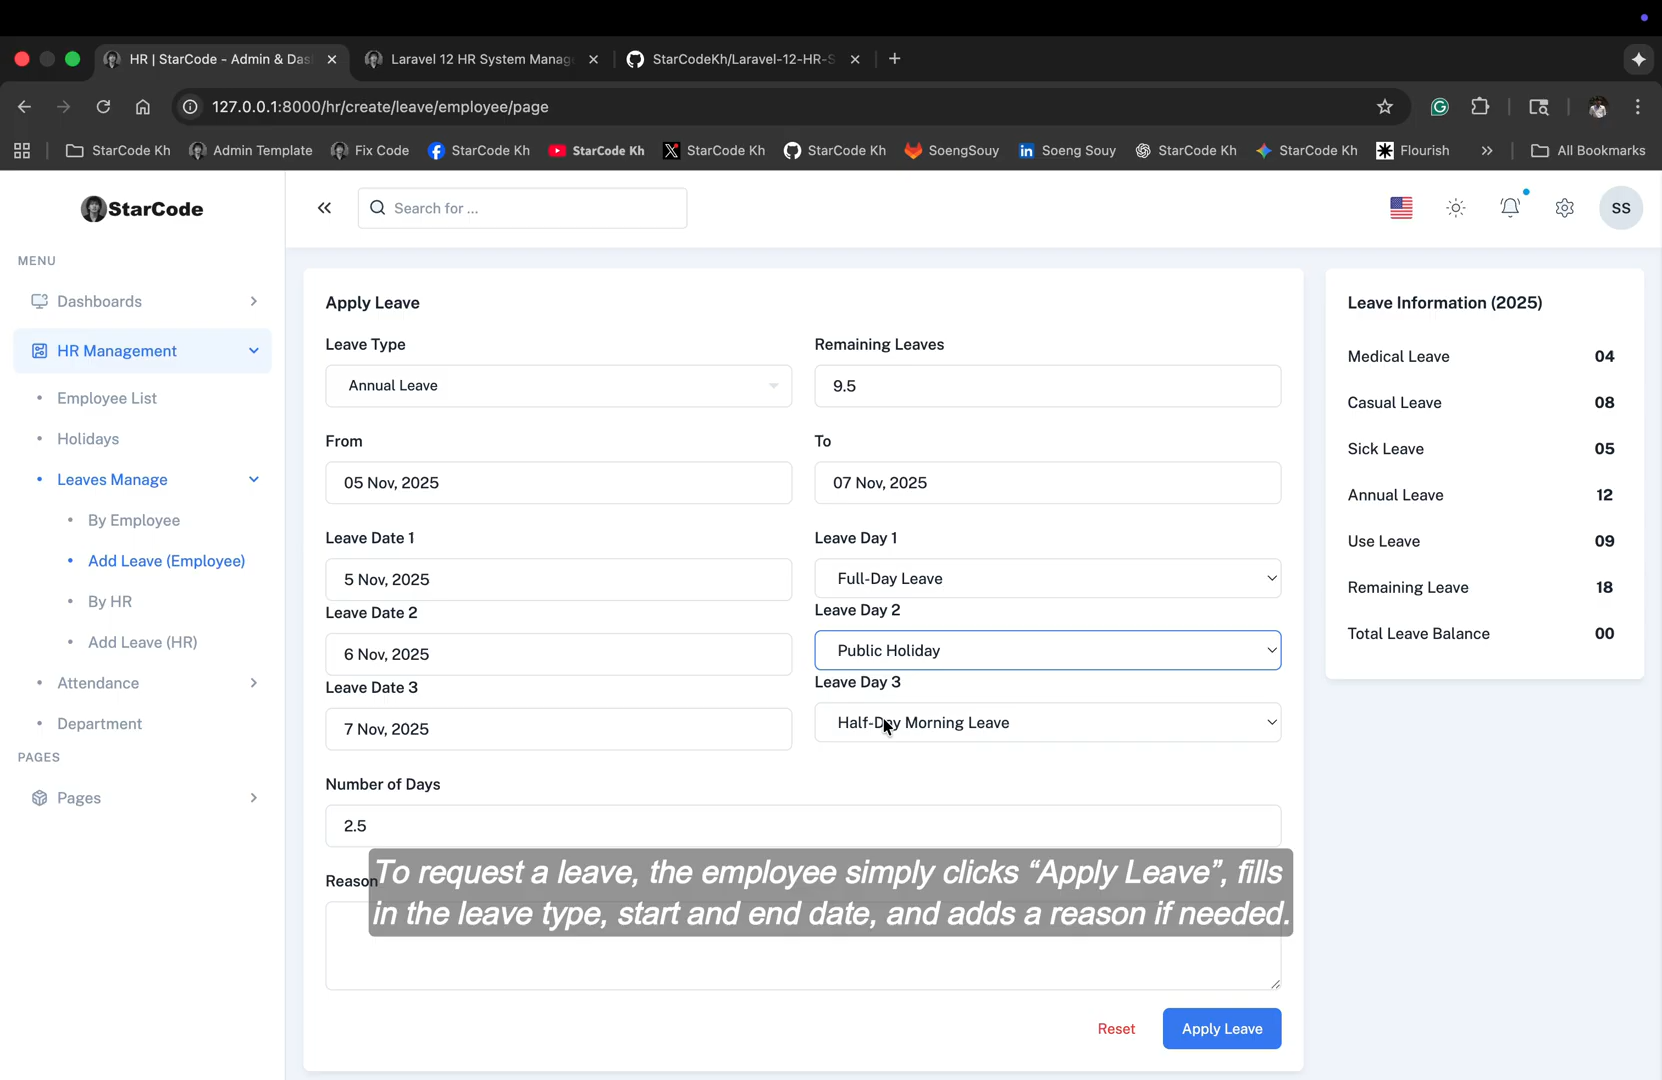 HR | StarCode - Admin & Das
Laravel 12 HR System Manag
StarCodeKh/Laravel-12-HR-S
127.0.0.1:8000/hr/create/leave/employee/page
StarCode Kh
Admin Template
Fix Code
StarCode Kh
StarCode Kh
StarCode Kh
StarCode Kh
SoengSouy
Soeng Souy
StarCode Kh
StarCode Kh
Flourish
All Bookmarks
StarCode
Search for ...
SS
MENU
Dashboards
HR Management
Employee List
Holidays
Leaves Manage
By Employee
Add Leave (Employee)
By HR
Add Leave (HR)
Attendance
Department
PAGES
Pages
Apply Leave
Leave Type
Remaining Leaves
Annual Leave
9.5
From
To
05 Nov, 2025
07 Nov, 2025
Leave Date 1
Leave Day 1
5 Nov, 2025
Full-Day Leave
Leave Date 2
Leave Day 2
6 Nov, 2025
Public Holiday
Leave Date 3
Leave Day 3
7 Nov, 2025
Half-Day Morning Leave
Number of Days
2.5
Reason
To request a leave, the employee simply clicks “Apply Leave”, fills
in the leave type, start and end date, and adds a reason if needed.
Reset
Apply Leave
Leave Information (2025)
Medical Leave 04
Casual Leave 08
Sick Leave 05
Annual Leave 12
Use Leave 09
Remaining Leave 18
Total Leave Balance 00